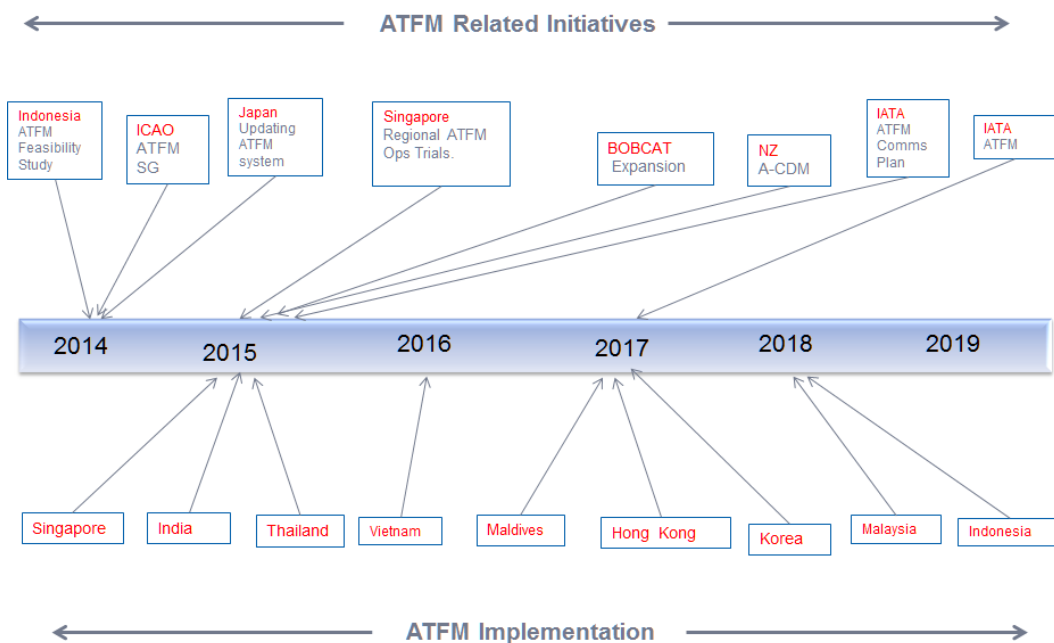 ATFM Related Initiatives
Indonesia
ATFM
Feasibility
Study
ICAO
ATFM
SG
Japan
Updating
ATFM
system
Singapore
Regional ATFM
Ops Trials.
BOBCAT
Expansion
NZ
A-CDM
IATA
ATFM
Comms
Plan
IATA
ATFM
2014
2015
2016
2017
2018
2019
Singapore
India
Thailand
Vietnam
Maldives
Hong Kong
Korea
Malaysia
Indonesia
ATFM Implementation